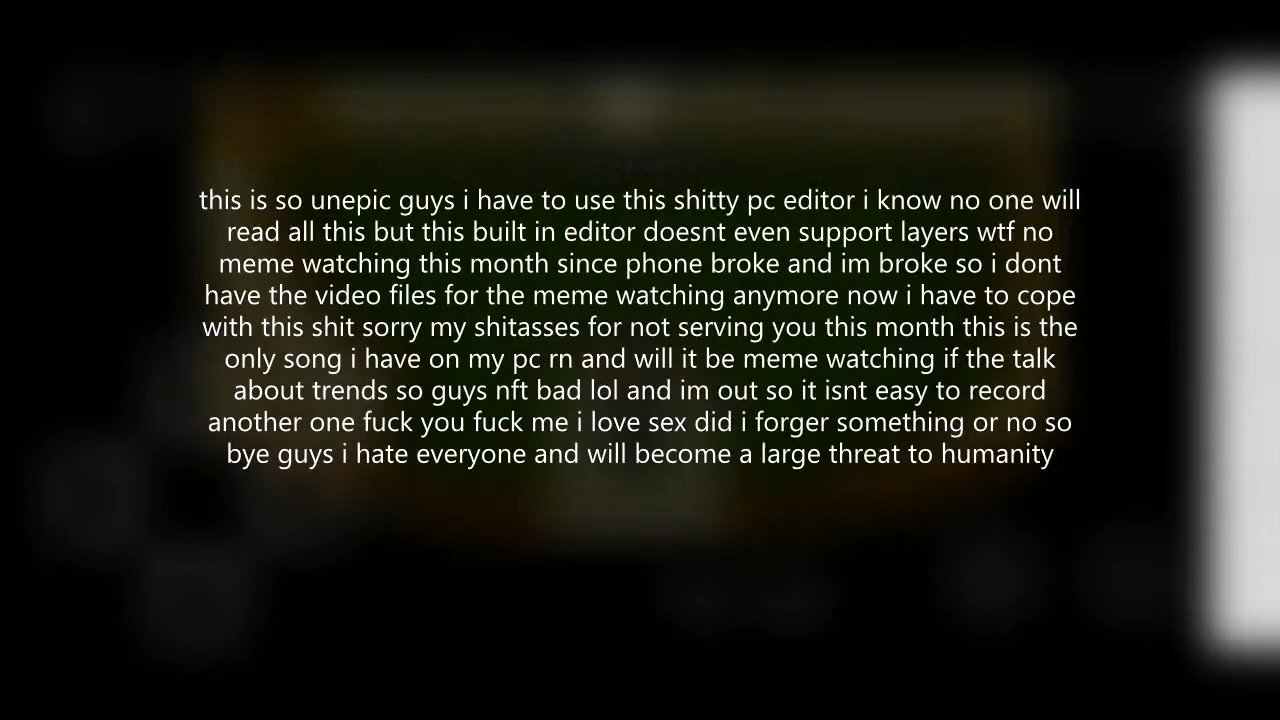 this is so unepic guys i have to use this shitty pc editor i know no one will
read all this but this built in editor doesnt even support layers wtf no
meme watching this month since phone broke and im broke so i dont
have the video files for the meme watching anymore now i have to cope
with this shit sorry my shitasses for not serving you this month this is the
only song i have on my pc rn and will it be meme watching if the talk
about trends so guys nft bad lol and im out so it isnt easy to record
another one fuck you fuck me i love sex did i forger something or no so
bye guys i hate everyone and will become a large threat to humanity